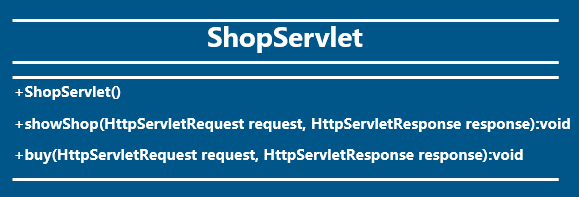 ShopServlet
+ShopServlet()
+showShop(HttpServletRequest request, HttpServletResponse response):void
+buy(HttpServletRequest request, HttpServletResponse response):void